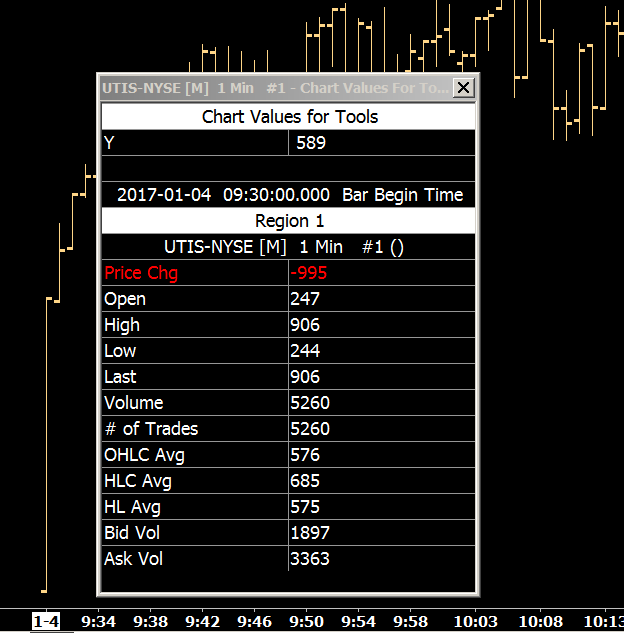 UTIS-NYSE [M] 1 Min #1 - Chart Values For To...
Chart Values for Tools
Y 589
2017-01-04 09:30:00.000 Bar Begin Time
Region 1
UTIS-NYSE [M] 1 Min #1 ()
Price Chg -995
Open 247
High 906
Low 244
Last 906
Volume 5260
# of Trades 5260
OHLC Avg 576
HLC Avg 685
HL Avg 575
Bid Vol 1897
Ask Vol 3363
1-4 9:34 9:38 9:42 9:46 9:50 9:54 9:58 10:03 10:08 10:13